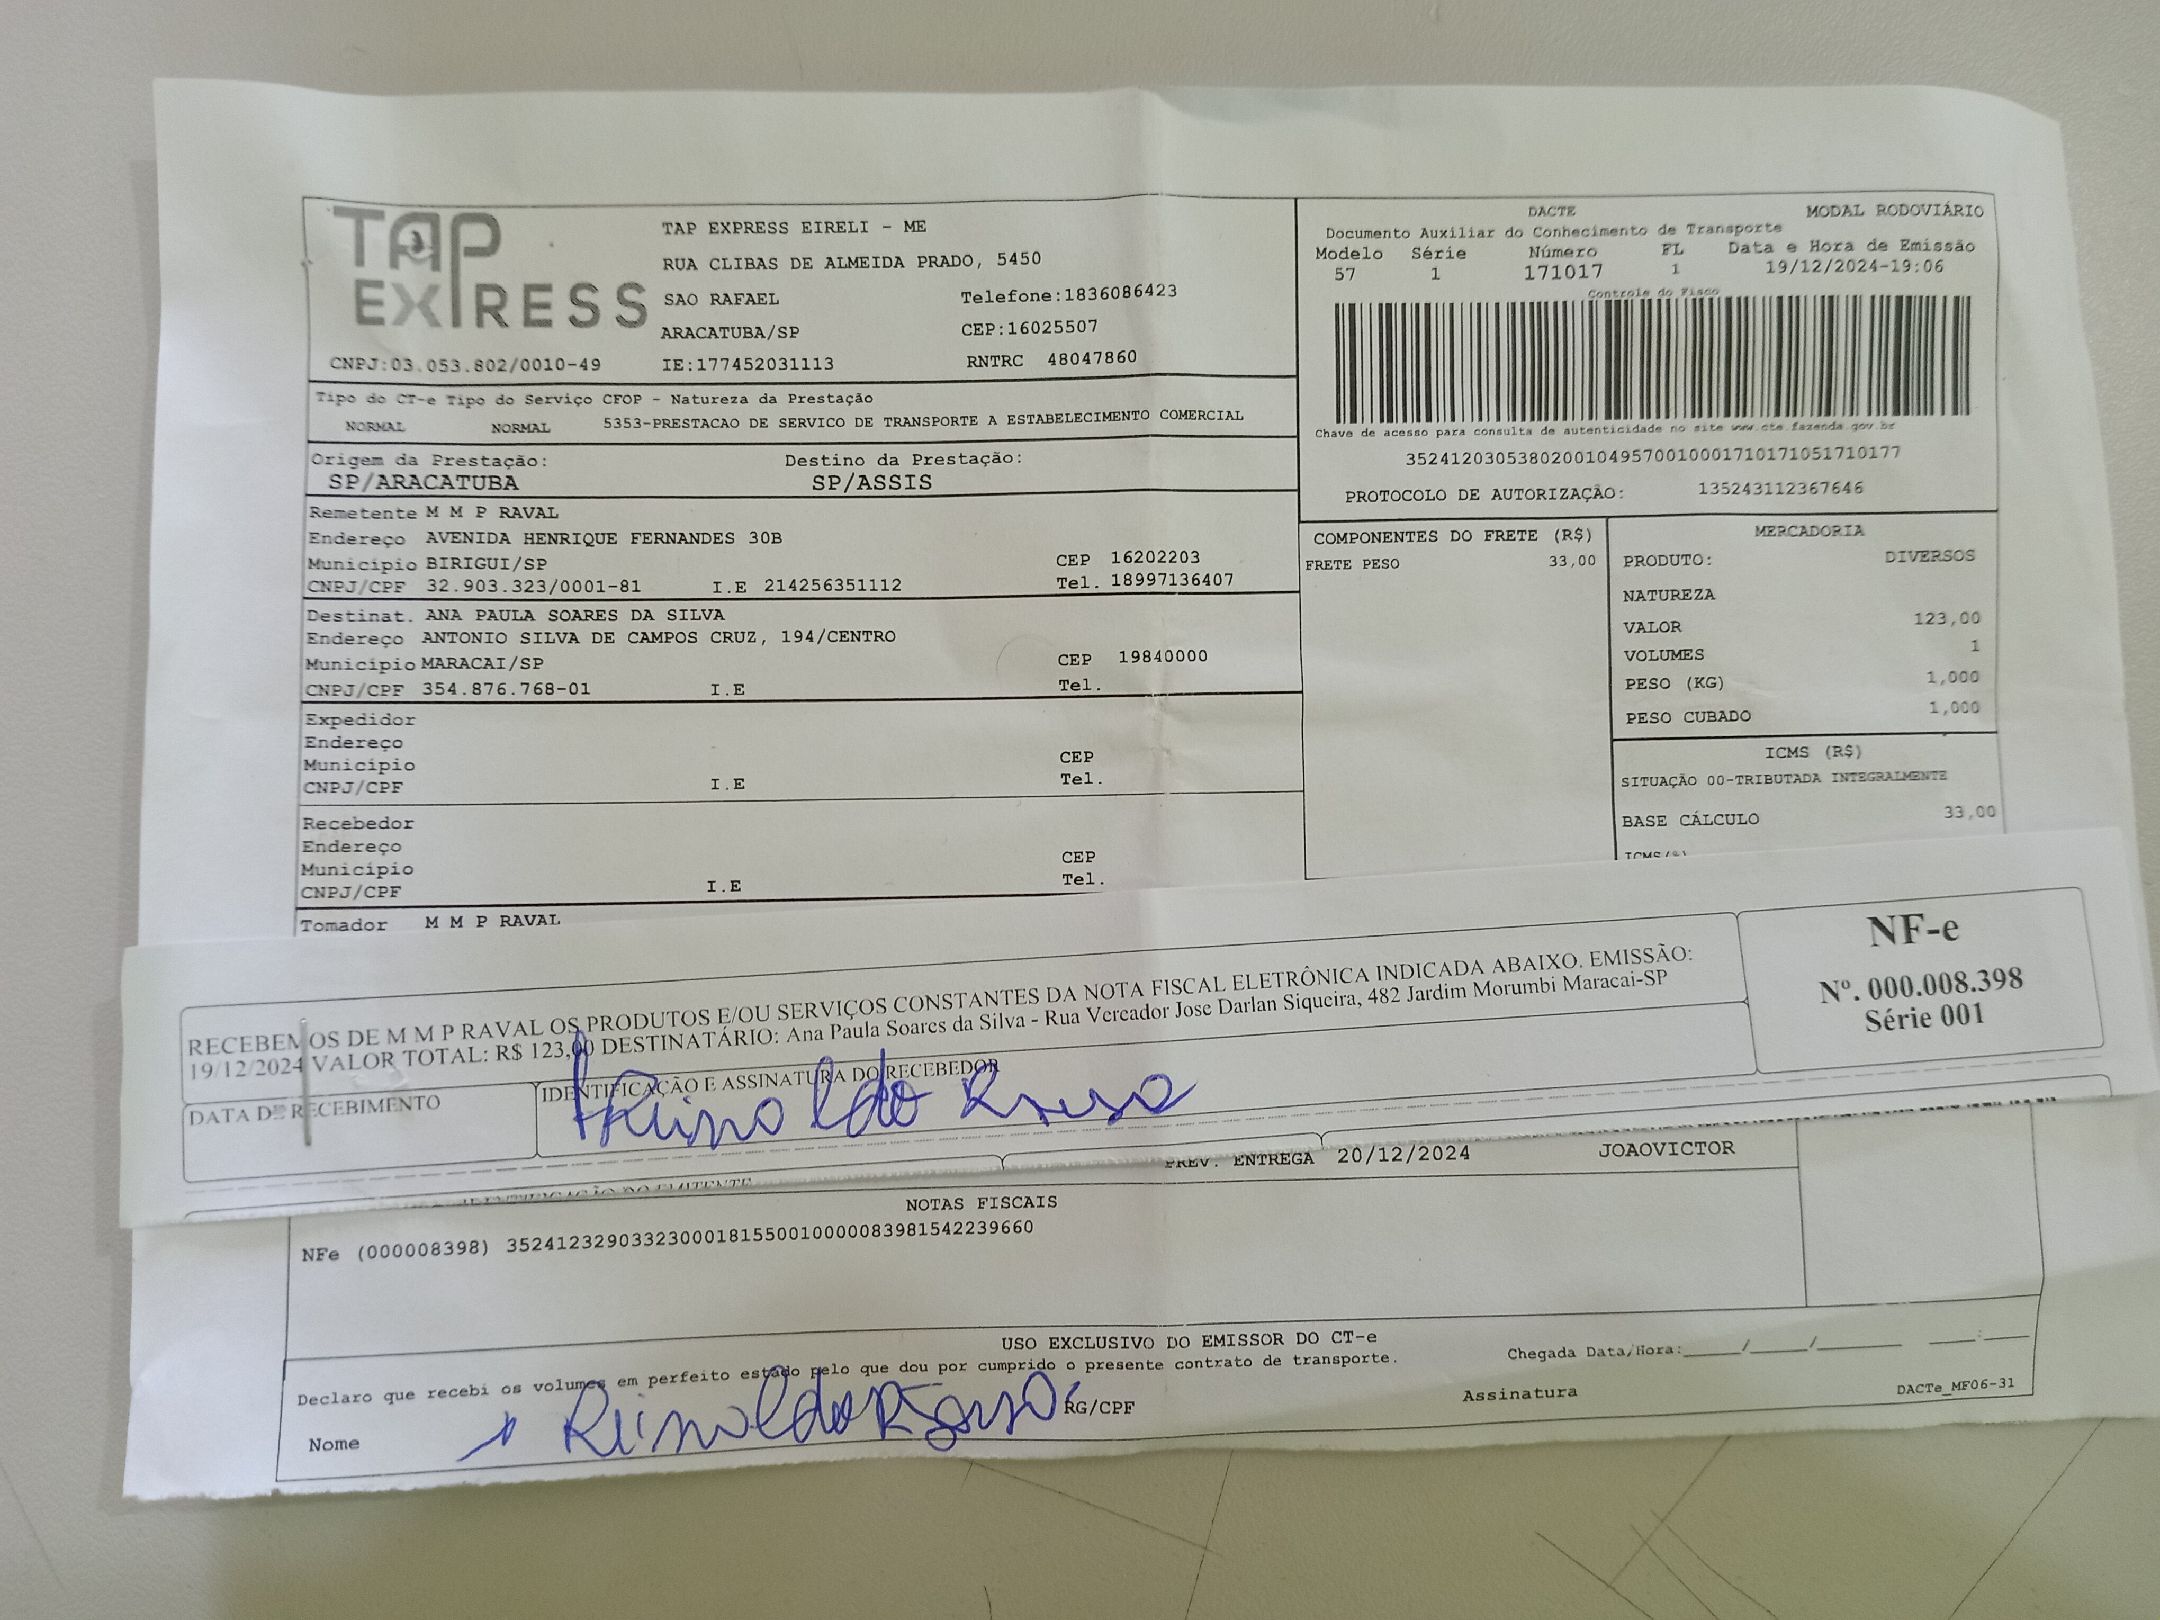 TAP
EXPRESS
TAP EXPRESS EIRELI - ME
RUA CLIBAS DE ALMEIDA PRADO, 5450
SAO RAFAEL Telefone:1836086423
ARACATUBA/SP CEP:16025507
CNPJ:03.053.802/0010-49 IE:177452031113 RNTRC 48047860
DACTE MODAL RODOVIÁRIO
Documento Auxiliar do Conhecimento de Transporte
Modelo Série Número FL Data e Hora de Emissão
57 1 171017 1 19/12/2024-19:06
Controle do Fisco
Chave de acesso para consulta de autenticidade no site www.cte.fazenda.gov.br
35241203053802001049570010001710171051710177
PROTOCOLO DE AUTORIZAÇÃO: 135243112367646
Tipo do CT-e Tipo do Serviço CFOP - Natureza da Prestação
NORMAL NORMAL 5353-PRESTACAO DE SERVICO DE TRANSPORTE A ESTABELECIMENTO COMERCIAL
Origem da Prestação: Destino da Prestação:
SP/ARACATUBA SP/ASSIS
Remetente M M P RAVAL
Endereço AVENIDA HENRIQUE FERNANDES 30B
Município BIRIGUI/SP CEP 16202203
CNPJ/CPF 32.903.323/0001-81 I.E 214256351112 Tel. 18997136407
Destinat. ANA PAULA SOARES DA SILVA
Endereço ANTONIO SILVA DE CAMPOS CRUZ, 194/CENTRO
Município MARACAI/SP CEP 19840000
CNPJ/CPF 354.876.768-01 I.E Tel.
Expedidor
Endereço
Município CEP
CNPJ/CPF I.E Tel.
Recebedor
Endereço
Município CEP
CNPJ/CPF I.E Tel.
Tomador M M P RAVAL
COMPONENTES DO FRETE (R$)
FRETE PESO 33,00
MERCADORIA
PRODUTO: DIVERSOS
NATUREZA
VALOR 123,00
VOLUMES 1
PESO (KG) 1,000
PESO CUBADO 1,000
ICMS (R$)
SITUAÇÃO 00-TRIBUTADA INTEGRALMENTE
BASE CÁLCULO 33,00
RECEBEMOS DE M M P RAVAL OS PRODUTOS E/OU SERVIÇOS CONSTANTES DA NOTA FISCAL ELETRÔNICA INDICADA ABAIXO. EMISSÃO:
19/12/2024 VALOR TOTAL: R$ 123,00 DESTINATÁRIO: Ana Paula Soares da Silva - Rua Vereador Jose Darlan Siqueira, 482 Jardim Morumbi Maracai-SP
DATA DE RECEBIMENTO IDENTIFICAÇÃO E ASSINATURA DO RECEBEDOR
Reinoldo
NF-e
Nº. 000.008.398
Série 001
IDENTIFICAÇÃO DO EMITENTE
PREV. ENTREGA 20/12/2024 JOAOVICTOR
NOTAS FISCAIS
NFe (000008398) 35241232903323000181550010000083981542239660
USO EXCLUSIVO DO EMISSOR DO CT-e
Declaro que recebi os volumes em perfeito estado pelo que dou por cumprido o presente contrato de transporte. Chegada Data/Hora:_____/_____/_______ ____:____
Nome Reinoldo RG/CPF Assinatura DACTe_MF06-31